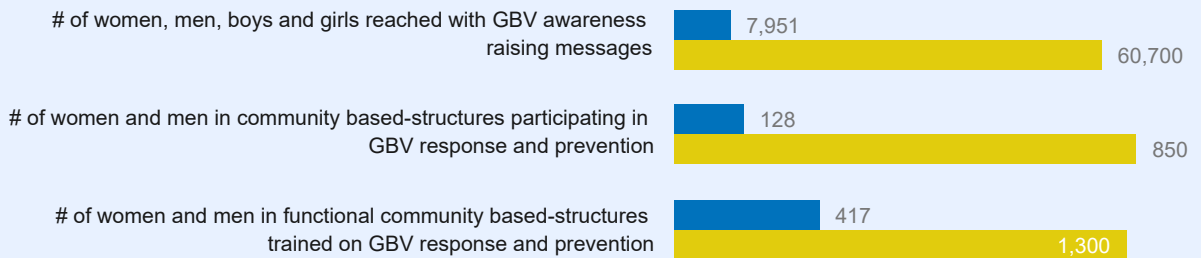 # of women, men, boys and girls reached with GBV awareness
raising messages
7,951
60,700
# of women and men in community based-structures participating in
GBV response and prevention
128
850
# of women and men in functional community based-structures
trained on GBV response and prevention
417
1,300